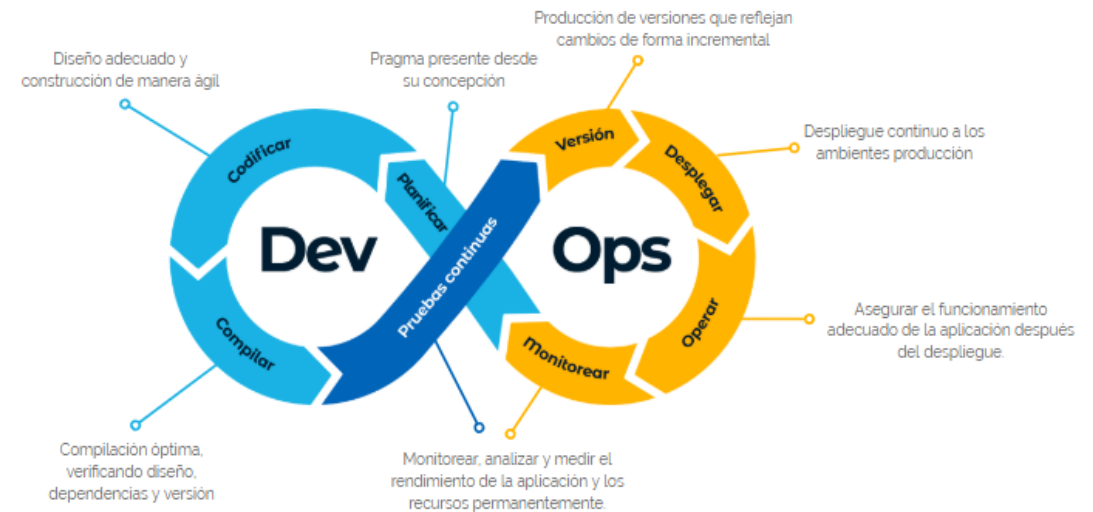 Producción de versiones que reflejan
cambios de forma incremental
Diseño adecuado y
construcción de manera ágil
Pragma presente desde
su concepción
Codificar
Planificar
Versión
Desplegar
Despliegue continuo a los
ambientes producción
Dev
Ops
Pruebas continuas
Compilar
Monitorear
Operar
Asegurar el funcionamiento
adecuado de la aplicación después
del despliegue.
Compilación óptima,
verificando diseño,
dependencias y versión
Monitorear, analizar y medir el
rendimiento de la aplicación y los
recursos permanentemente.